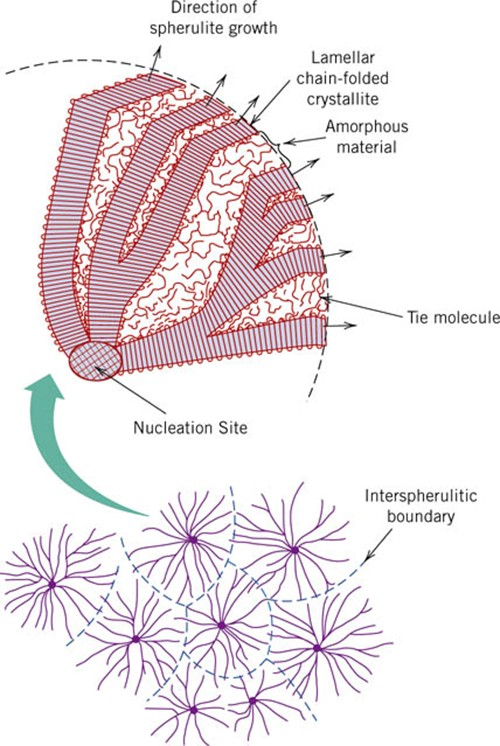 Direction of
spherulite growth
Lamellar
chain-folded
crystallite
Amorphous
material
Tie molecule
Nucleation Site
Interspherulitic
boundary